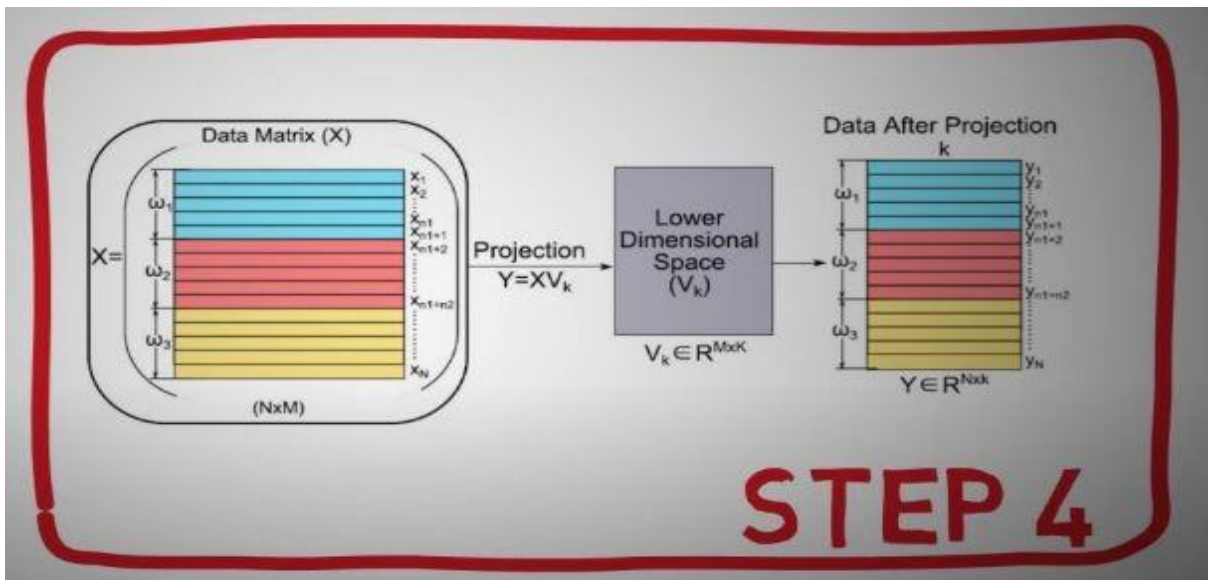 Data Matrix (X)
X=
ω1
ω2
ω3
x1
x2
xn1
xn1+1
xn1+2
xn1+n2
xN
(NxM)
Projection
Y=XVk
Lower
Dimensional
Space
(Vk)
Vk∈R^MxK
Data After Projection
k
ω1
ω2
ω3
y1
y2
yn1
yn1+1
yn1+2
yn1+n2
yN
Y∈R^Nxk
STEP 4